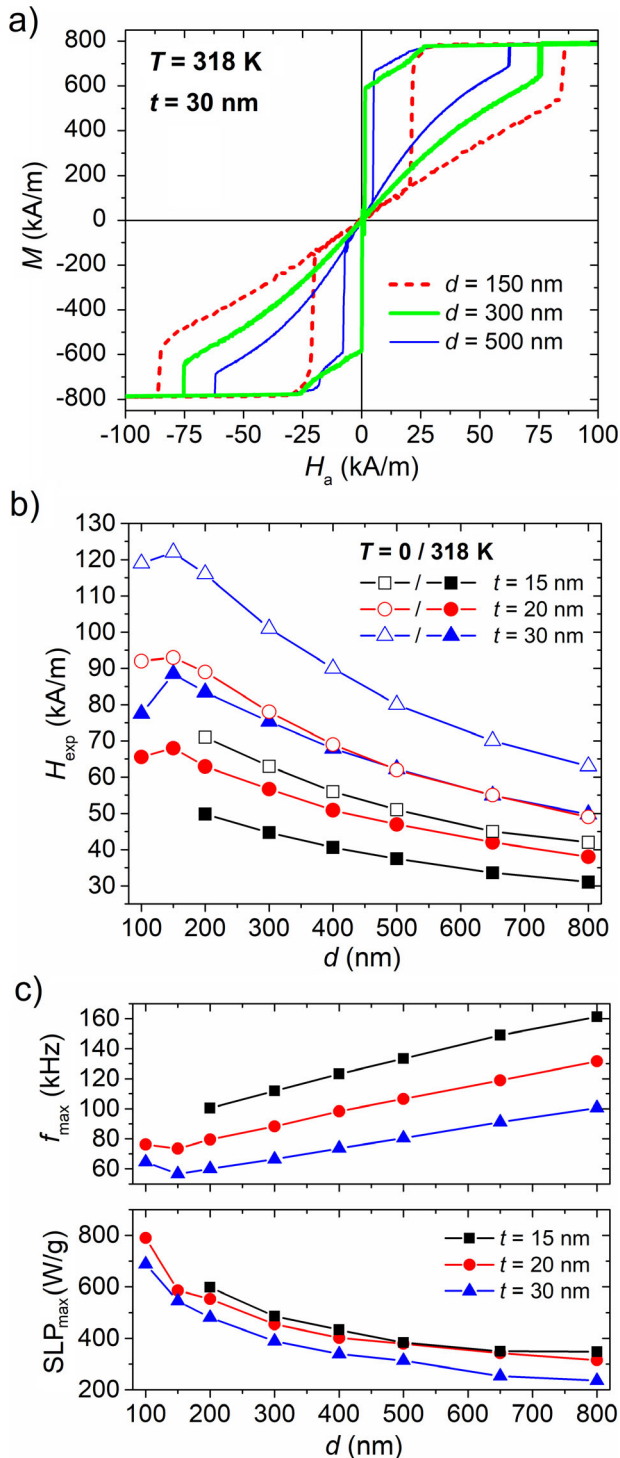 a)
T = 318 K
t = 30 nm
800
600
400
200
0
-200
-400
-600
-800
M (kA/m)
d = 150 nm
d = 300 nm
d = 500 nm
-100 -75 -50 -25 0 25 50 75 100
Hₐ (kA/m)
b)
130
120
110
100
90
80
70
60
50
40
30
H_exp (kA/m)
T = 0 / 318 K
/ t = 15 nm
/ t = 20 nm
/ t = 30 nm
100 200 300 400 500 600 700 800
d (nm)
c)
160
140
120
100
80
60
f_max (kHz)
800
600
400
200
SLP_max (W/g)
t = 15 nm
t = 20 nm
t = 30 nm
100 200 300 400 500 600 700 800
d (nm)